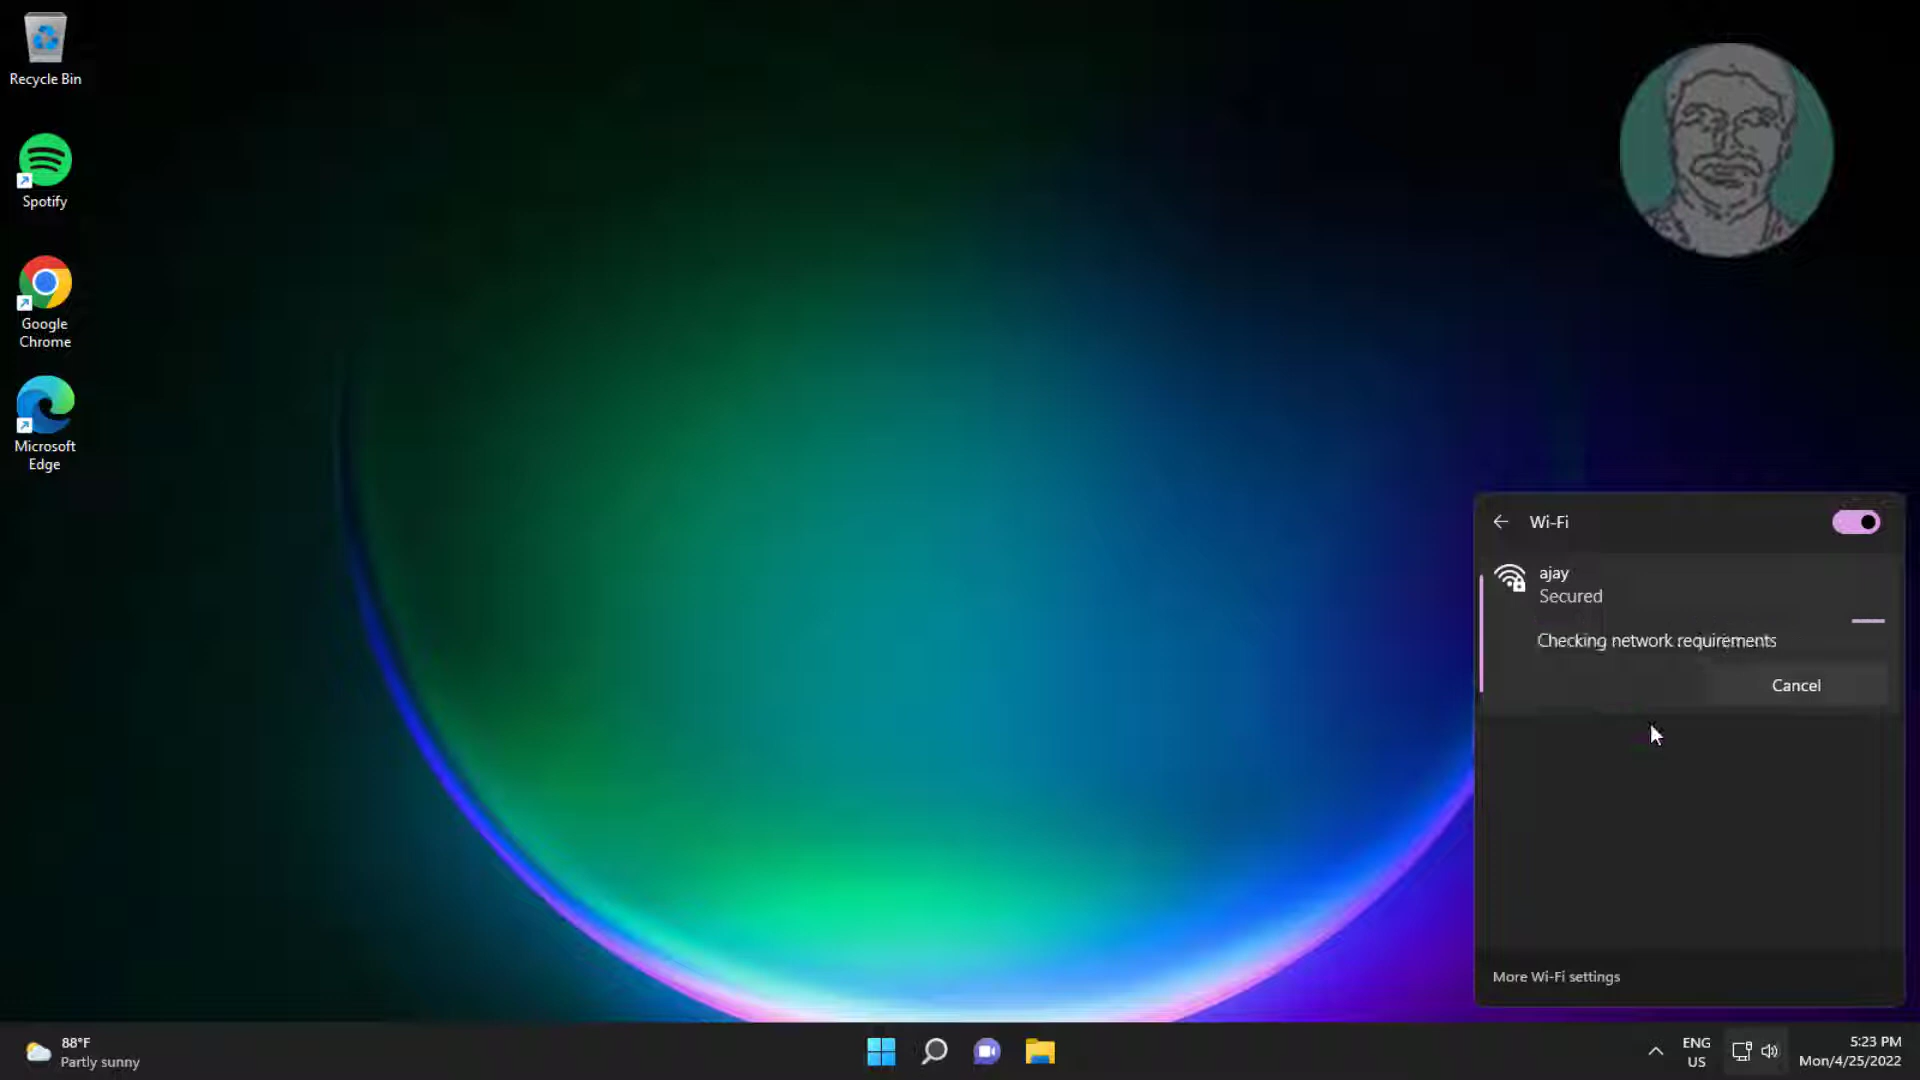 Recycle Bin
Spotify
Google
Chrome
Microsoft
Edge
Wi-Fi
ajay
Secured
Checking network requirements
Cancel
More Wi-Fi settings
88°F
Partly sunny
ENG
US
5:23 PM
Mon/4/25/2022